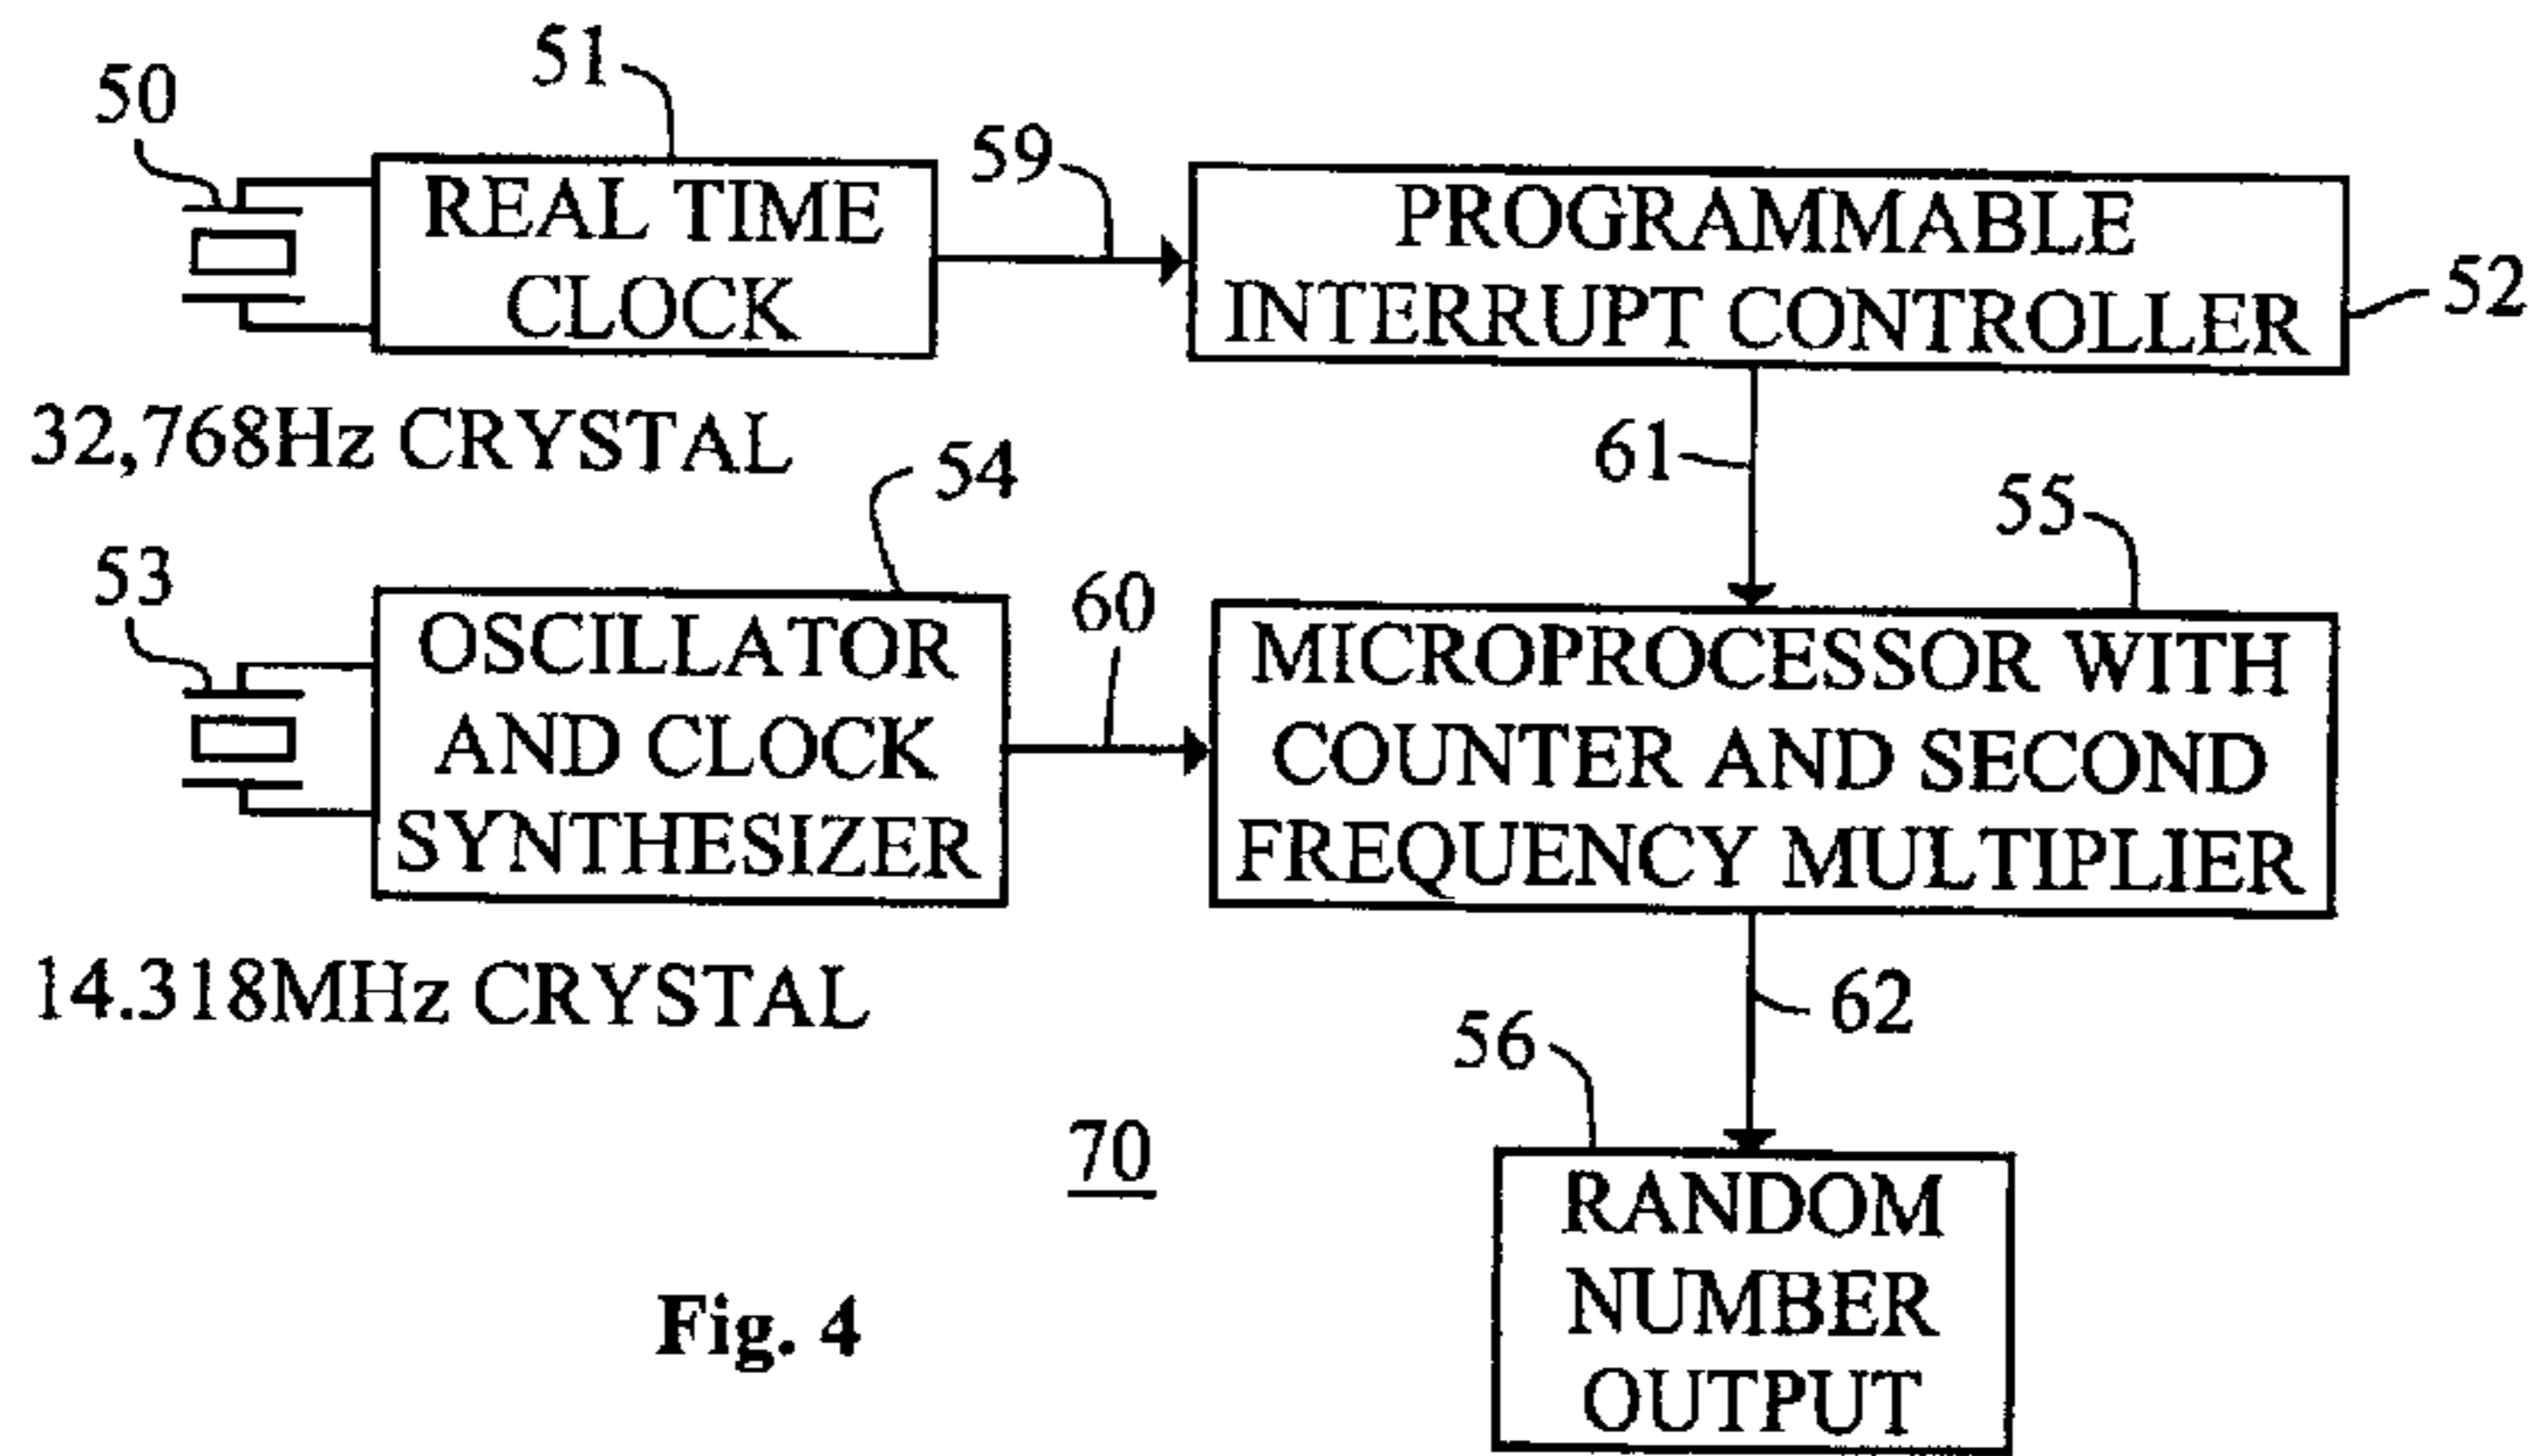 51
50
59
REAL TIME
CLOCK
PROGRAMMABLE
INTERRUPT CONTROLLER
52
32,768Hz CRYSTAL
61
54
55
53
60
OSCILLATOR
AND CLOCK
SYNTHESIZER
MICROPROCESSOR WITH
COUNTER AND SECOND
FREQUENCY MULTIPLIER
14.318MHz CRYSTAL
62
56
70
RANDOM
NUMBER
OUTPUT
Fig. 4